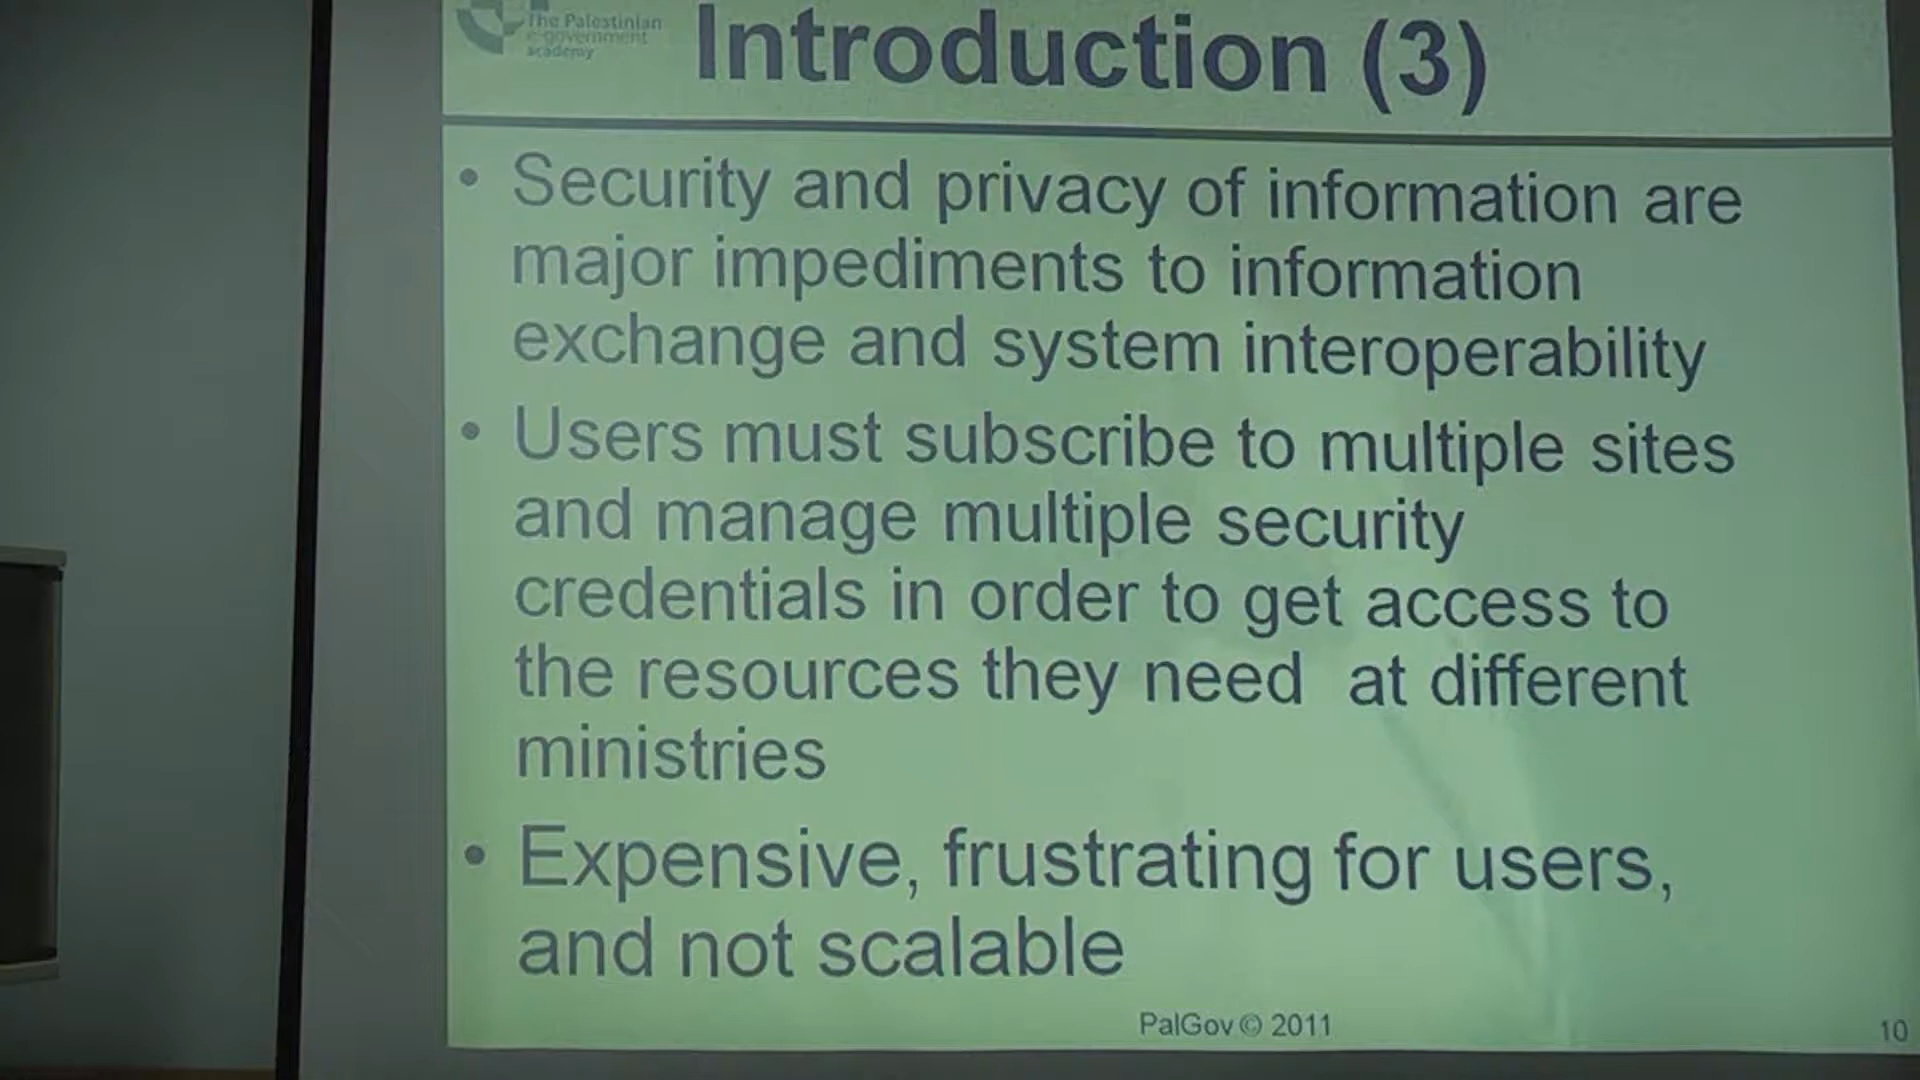 The Palestinian
e-government
academy
Introduction (3)
• Security and privacy of information are
major impediments to information
exchange and system interoperability
• Users must subscribe to multiple sites
and manage multiple security
credentials in order to get access to
the resources they need at different
ministries
• Expensive, frustrating for users,
and not scalable
PalGov © 2011
10